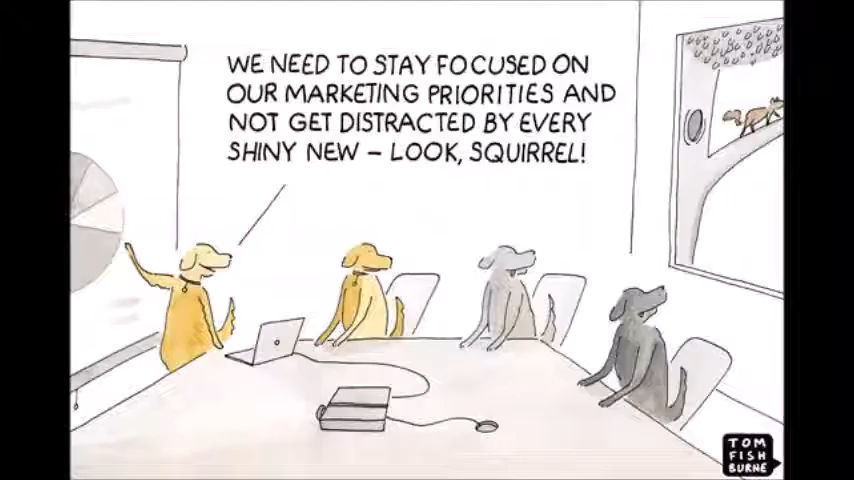 WE NEED TO STAY FOCUSED ON
OUR MARKETING PRIORITIES AND
NOT GET DISTRACTED BY EVERY
SHINY NEW – LOOK, SQUIRREL!
TOM
FISH
BURNE